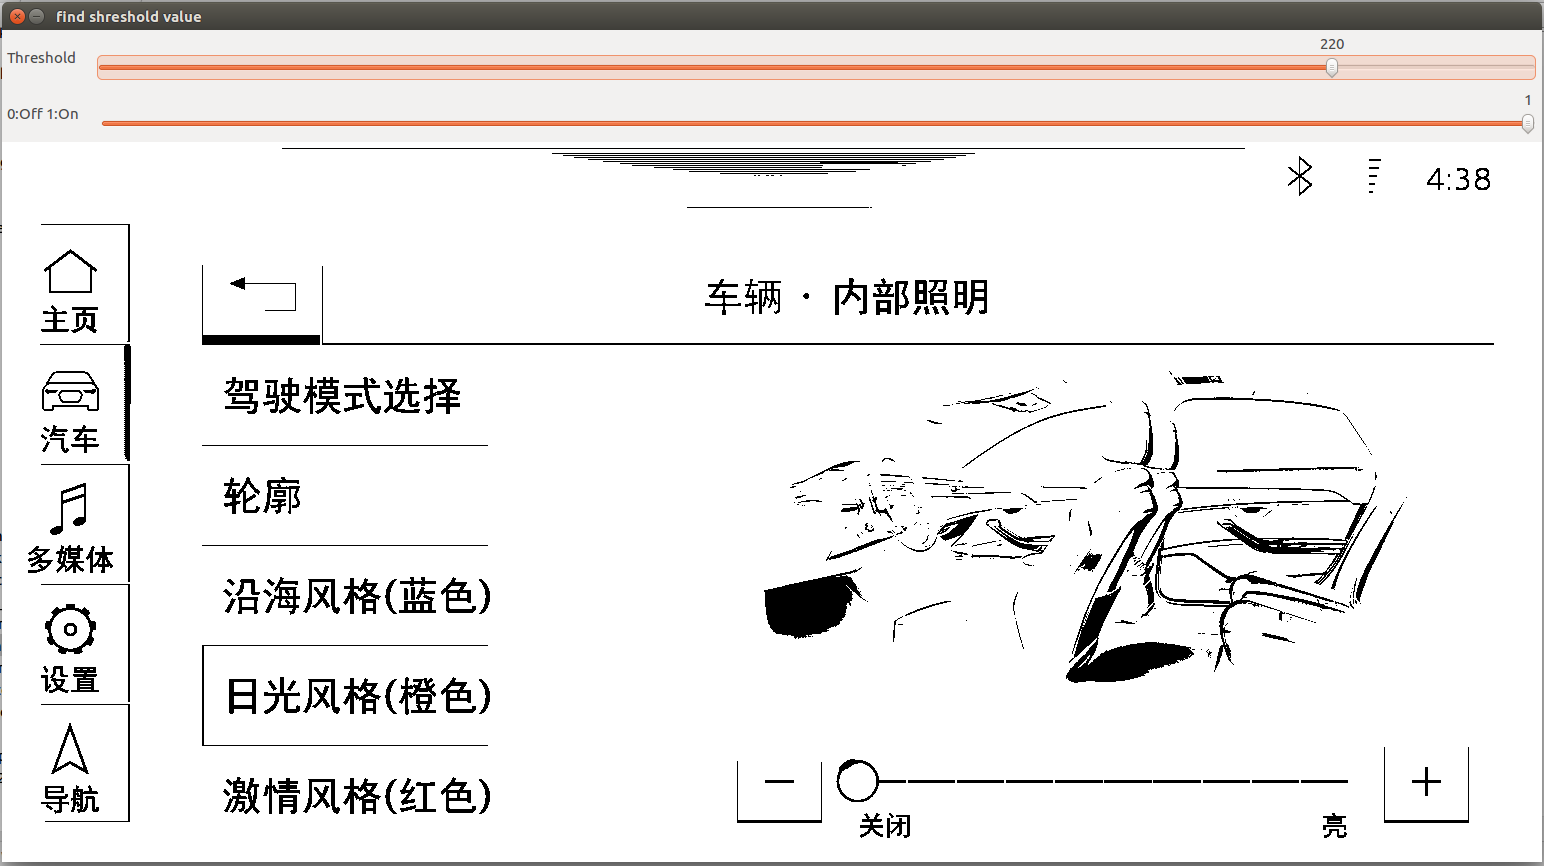 find shreshold value
220
Threshold
1
0:Off 1:On
4:38
主页
汽车
多媒体
设置
导航
车辆 · 内部照明
驾驶模式选择
轮廓
沿海风格(蓝色)
日光风格(橙色)
激情风格(红色)
− +
关闭 亮